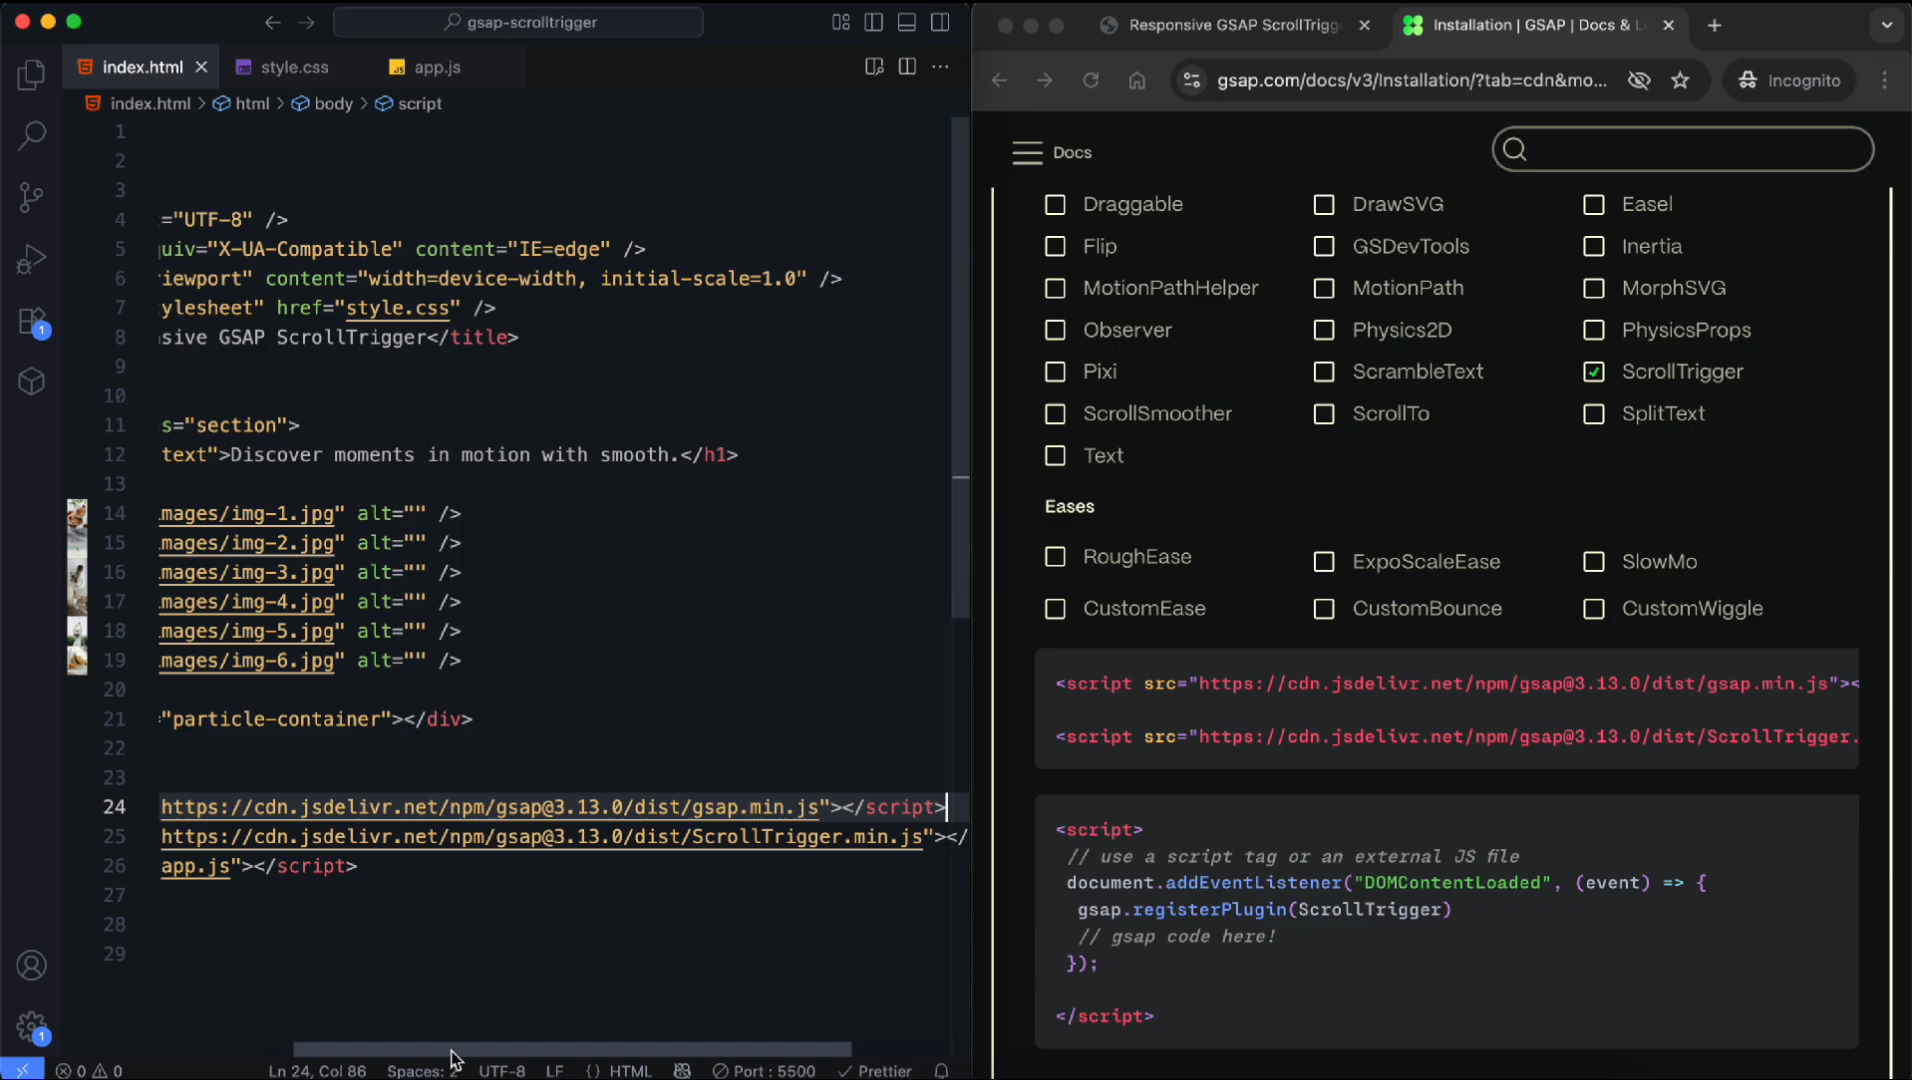 gsap-scrolltrigger
index.html
style.css
app.js
index.html > html > body > script
1
2
3
4 ="UTF-8" />
5 quiv="X-UA-Compatible" content="IE=edge" />
6 iewport" content="width=device-width, initial-scale=1.0" />
7 ylesheet" href="style.css" />
8 sive GSAP ScrollTrigger</title>
9
10
11 s="section">
12 text">Discover moments in motion with smooth.</h1>
13
14 mages/img-1.jpg" alt="" />
15 mages/img-2.jpg" alt="" />
16 mages/img-3.jpg" alt="" />
17 mages/img-4.jpg" alt="" />
18 mages/img-5.jpg" alt="" />
19 mages/img-6.jpg" alt="" />
20
21 ="particle-container"></div>
22
23
24 https://cdn.jsdelivr.net/npm/gsap@3.13.0/dist/gsap.min.js"></script>
25 https://cdn.jsdelivr.net/npm/gsap@3.13.0/dist/ScrollTrigger.min.js"></
26 app.js"></script>
27
28
29
1
1
0 0
Ln 24, Col 86
Spaces: 2
UTF-8
LF
{} HTML
Port : 5500
Prettier
Responsive GSAP ScrollTrigg
Installation | GSAP | Docs & L
gsap.com/docs/v3/Installation/?tab=cdn&mo...
Incognito
Docs
Draggable DrawSVG Easel
Flip GSDevTools Inertia
MotionPathHelper MotionPath MorphSVG
Observer Physics2D PhysicsProps
Pixi ScrambleText ScrollTrigger
ScrollSmoother ScrollTo SplitText
Text
Eases
RoughEase ExpoScaleEase SlowMo
CustomEase CustomBounce CustomWiggle
<script src="https://cdn.jsdelivr.net/npm/gsap@3.13.0/dist/gsap.min.js"><
<script src="https://cdn.jsdelivr.net/npm/gsap@3.13.0/dist/ScrollTrigger.
<script>
// use a script tag or an external JS file
document.addEventListener("DOMContentLoaded", (event) => {
gsap.registerPlugin(ScrollTrigger)
// gsap code here!
});
</script>